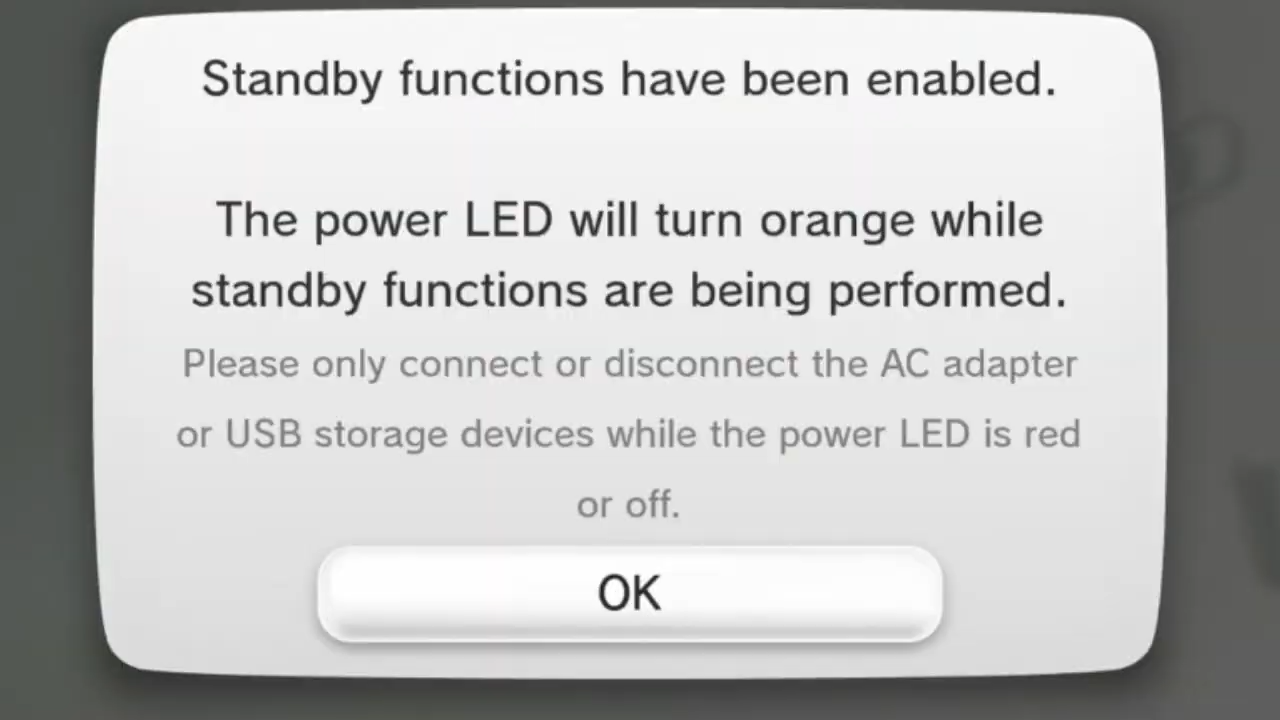 Standby functions have been enabled.
The power LED will turn orange while
standby functions are being performed.
Please only connect or disconnect the AC adapter
or USB storage devices while the power LED is red
or off.
OK